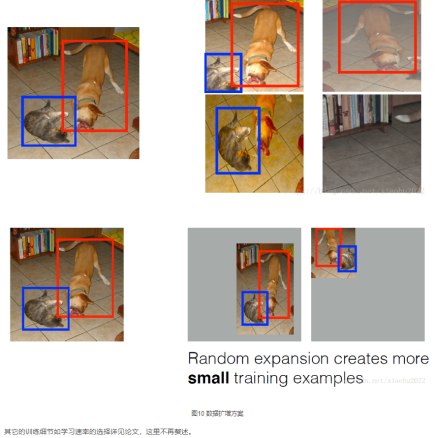 Random expansion creates more
small training examples
图10 数据扩增方案
其它的训练细节如学习速率的选择详见论文，这里不再赘述。